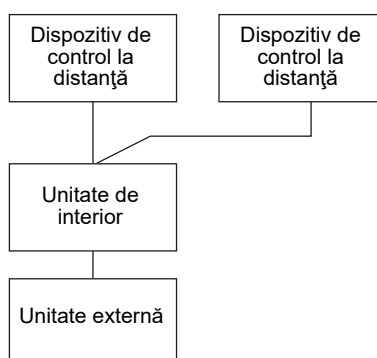 Dispozitiv de
control la
distanţă
Dispozitiv de
control la
distanţă
Unitate de
interior
Unitate externă